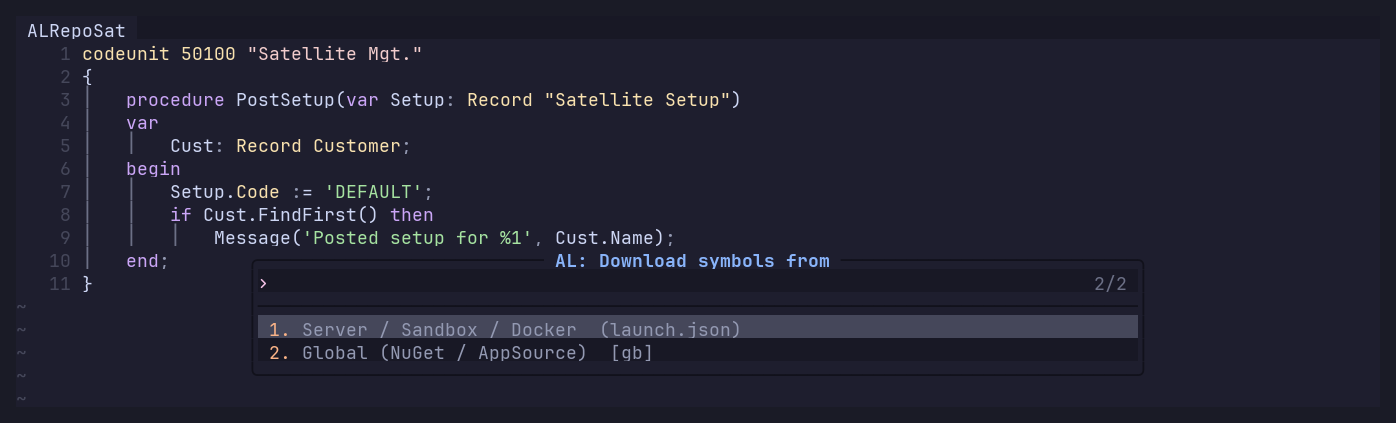 ALRepoSat
1 codeunit 50100 "Satellite Mgt."
2 {
3     procedure PostSetup(var Setup: Record "Satellite Setup")
4     var
5         Cust: Record Customer;
6     begin
7         Setup.Code := 'DEFAULT';
8         if Cust.FindFirst() then
9             Message('Posted setup for %1', Cust.Name);
10     end;
AL: Download symbols from
11 }
> 2/2
~
1. Server / Sandbox / Docker  (launch.json)
~
2. Global (NuGet / AppSource)  [gb]
~
~
~